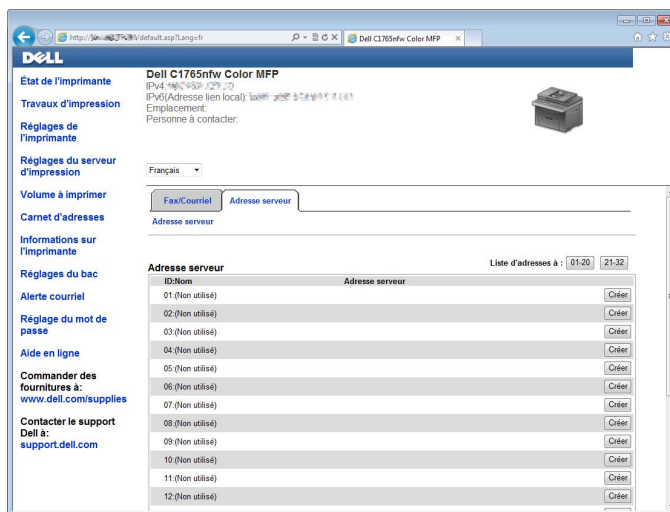 http://
/default.asp?Lang=fr
Dell C1765nfw Color MFP
DELL
État de l'imprimante
Travaux d'impression
Réglages de
l'imprimante
Réglages du serveur
d'impression
Volume à imprimer
Carnet d'adresses
Informations sur
l'imprimante
Réglages du bac
Alerte courriel
Réglage du mot de
passe
Aide en ligne
Commander des
fournitures à:
www.dell.com/supplies
Contacter le support
Dell à:
support.dell.com
Dell C1765nfw Color MFP
IPv4:
IPv6(Adresse lien local):
Emplacement:
Personne à contacter:
Français
Fax/Courriel Adresse serveur
Adresse serveur
Liste d'adresses à : 01-20 21-32
Adresse serveur
ID:Nom Adresse serveur
01:(Non utilisé) Créer
02:(Non utilisé) Créer
03:(Non utilisé) Créer
04:(Non utilisé) Créer
05:(Non utilisé) Créer
06:(Non utilisé) Créer
07:(Non utilisé) Créer
08:(Non utilisé) Créer
09:(Non utilisé) Créer
10:(Non utilisé) Créer
11:(Non utilisé) Créer
12:(Non utilisé) Créer